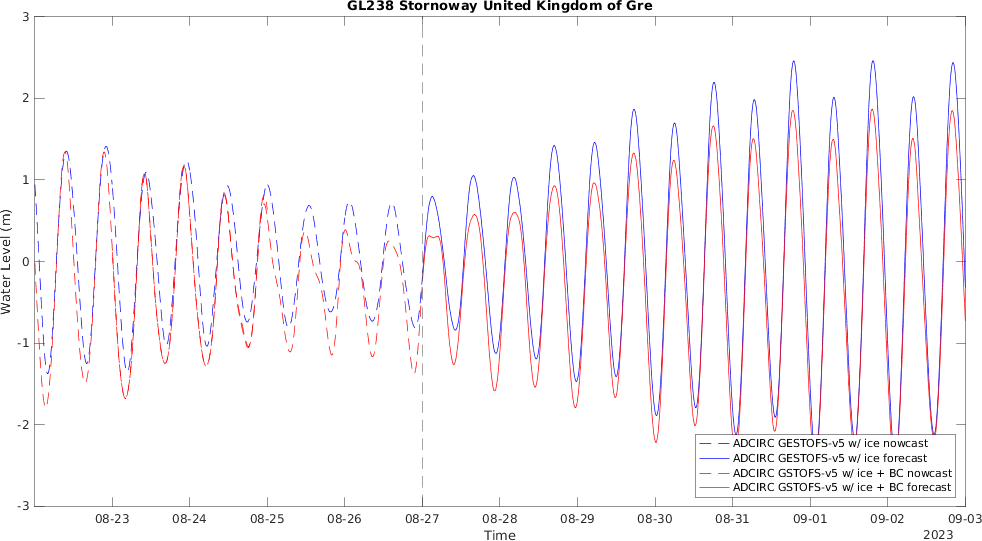 GL238 Stornoway United Kingdom of Gre
Water Level (m)
3
2
1
0
-1
-2
-3
ADCIRC GESTOFS-v5 w/ ice nowcast
ADCIRC GESTOFS-v5 w/ ice forecast
ADCIRC GSTOFS-v5 w/ ice + BC nowcast
ADCIRC GSTOFS-v5 w/ ice + BC forecast
08-23 08-24 08-25 08-26 08-27 08-28 08-29 08-30 08-31 09-01 09-02 09-03
Time
2023